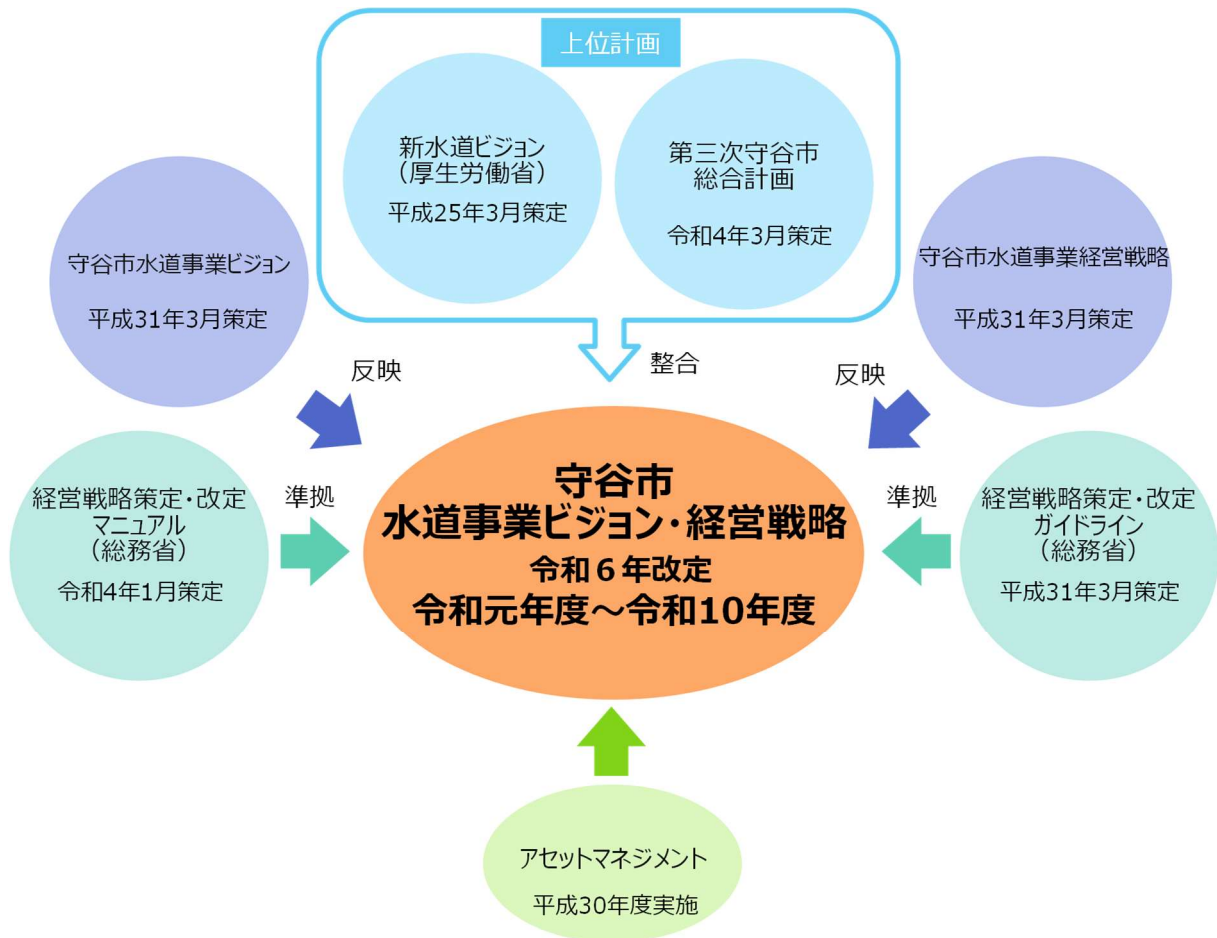 上位計画
新水道ビジョン
（厚生労働省）
平成25年3月策定
第三次守谷市
総合計画
令和4年3月策定
守谷市水道事業ビジョン
平成31年3月策定
守谷市水道事業経営戦略
平成31年3月策定
反映
整合
反映
経営戦略策定・改定
マニュアル
（総務省）
令和4年1月策定
準拠
守谷市
水道事業ビジョン・経営戦略
令和６年改定
令和元年度～令和10年度
準拠
経営戦略策定・改定
ガイドライン
（総務省）
平成31年3月策定
アセットマネジメント
平成30年度実施